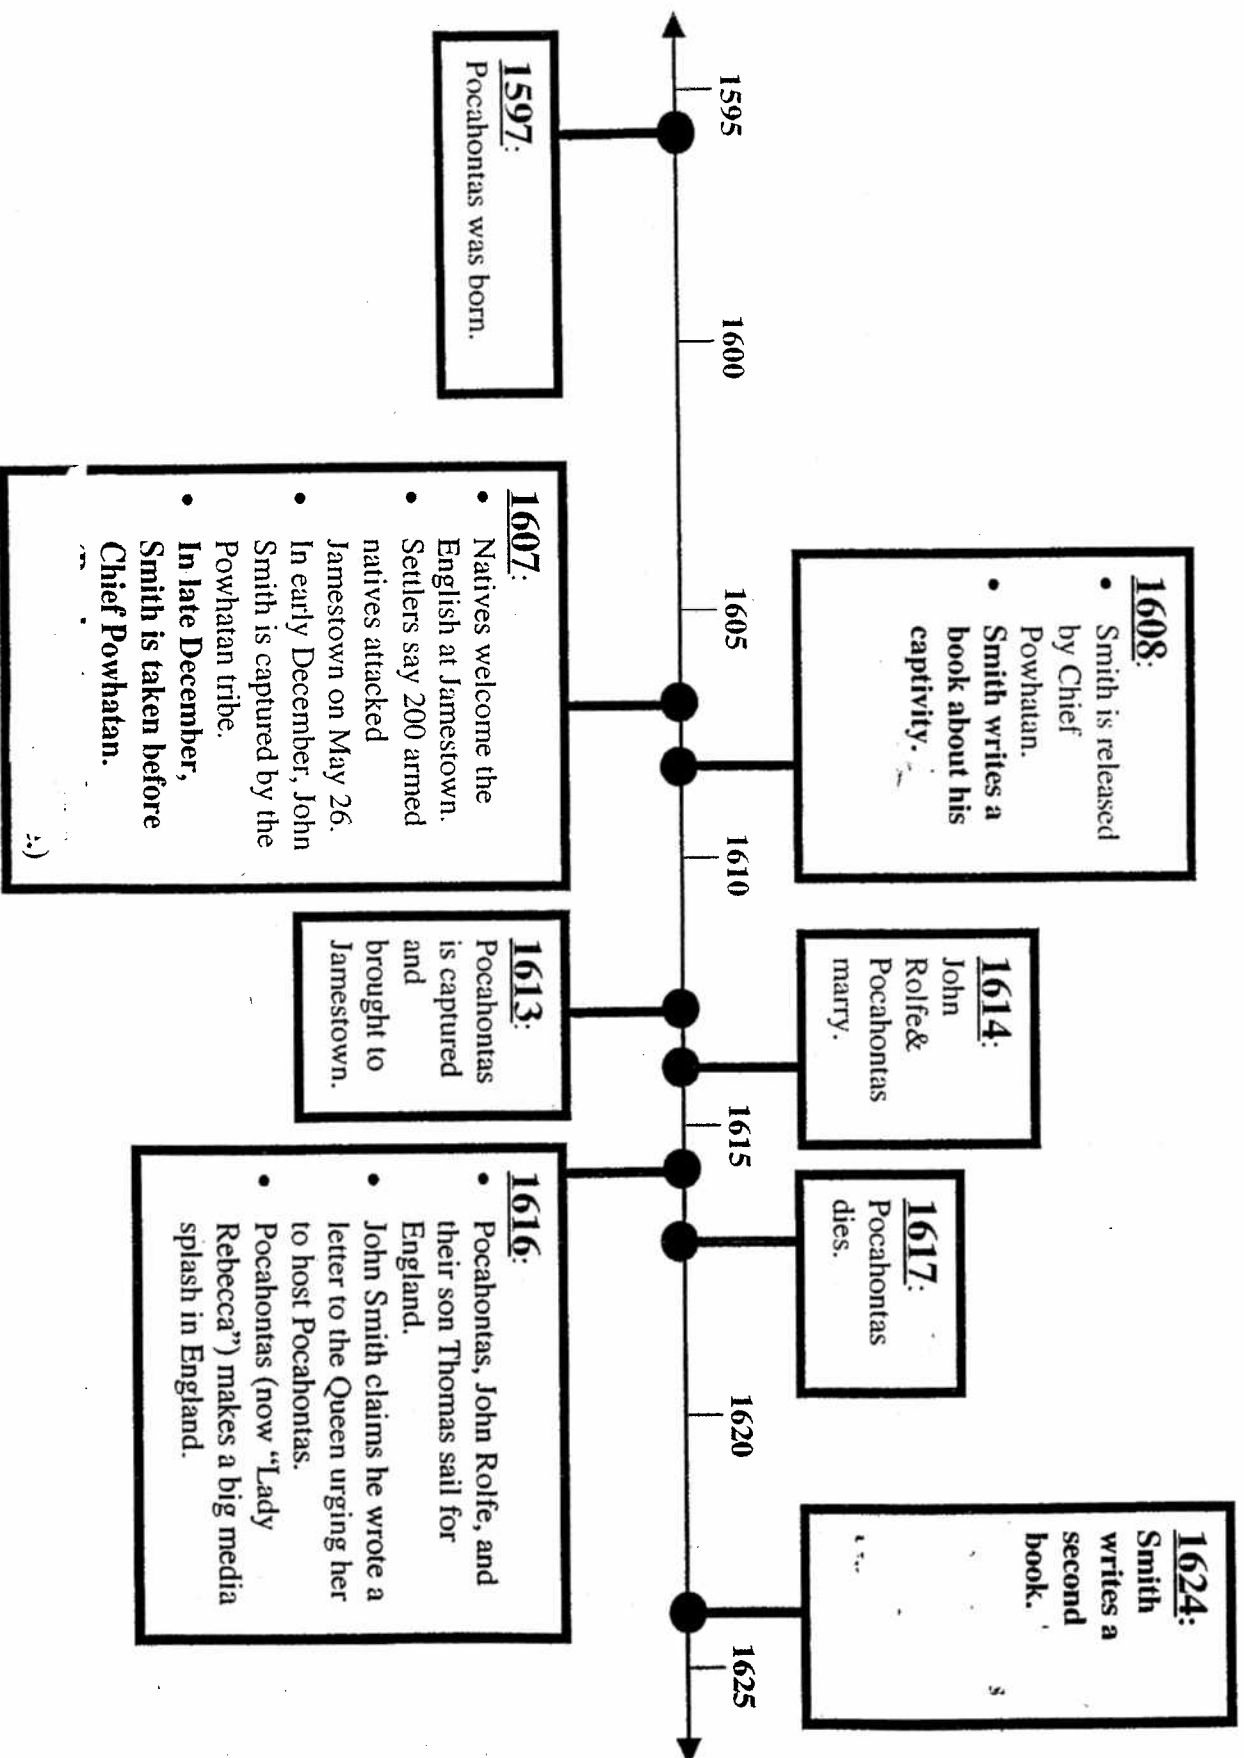 1608:
• Smith is released
by Chief
Powhatan.
• Smith writes a
book about his
captivity.
1614:
John
Rolfe&
Pocahontas
marry.
1617:
Pocahontas
dies.
1624:
Smith
writes a
second
book.
1595
1600
1605
1610
1615
1620
1625
1597:
Pocahontas was born.
1607:
• Natives welcome the
English at Jamestown.
• Settlers say 200 armed
natives attacked
Jamestown on May 26.
• In early December, John
Smith is captured by the
Powhatan tribe.
• In late December,
Smith is taken before
Chief Powhatan.
1613:
Pocahontas
is captured
and
brought to
Jamestown.
1616:
• Pocahontas, John Rolfe, and
their son Thomas sail for
England.
• John Smith claims he wrote a
letter to the Queen urging her
to host Pocahontas.
• Pocahontas (now “Lady
Rebecca”) makes a big media
splash in England.